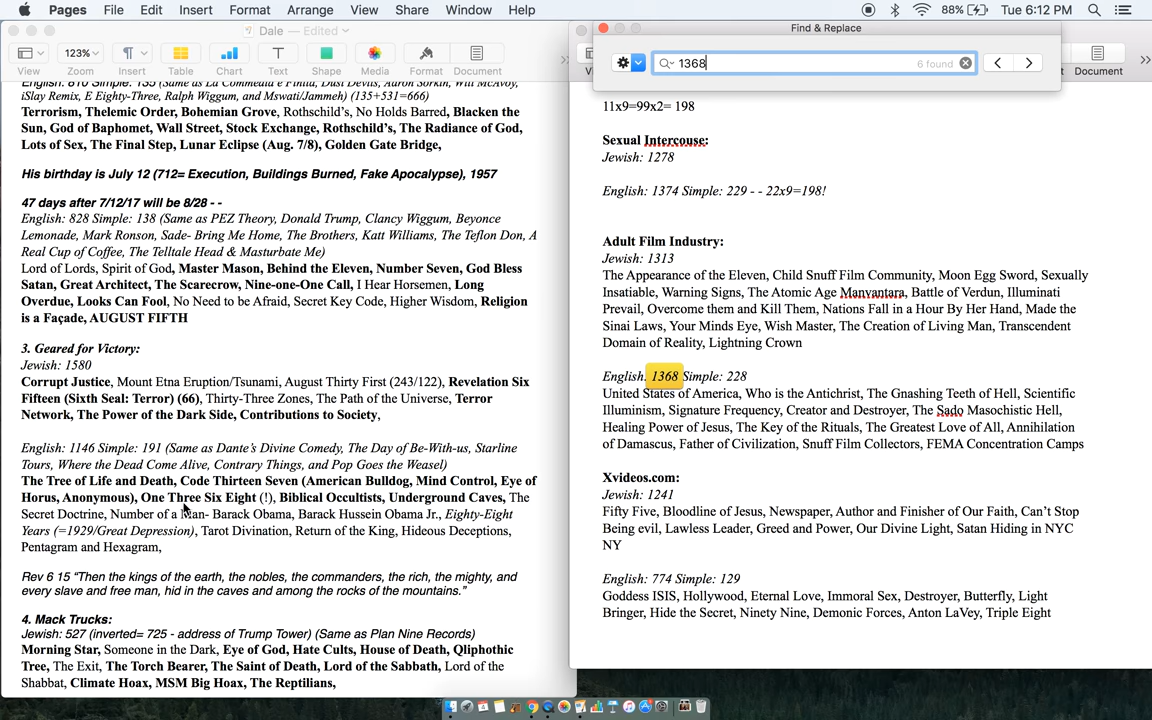 Pages File Edit Insert Format Arrange View Share Window Help 88% Tue 6:12 PM
Dale — Edited
123%
View Zoom Insert Table Chart Text Shape Media Format Document
iSlay Remix, E Eighty-Three, Ralph Wiggum, and Mswati/Jammeh) (135+531=666)
Terrorism, Thelemic Order, Bohemian Grove, Rothschild's, No Holds Barred, Blacken the
Sun, God of Baphomet, Wall Street, Stock Exchange, Rothschild's, The Radiance of God,
Lots of Sex, The Final Step, Lunar Eclipse (Aug. 7/8), Golden Gate Bridge,
His birthday is July 12 (712= Execution, Buildings Burned, Fake Apocalypse), 1957
47 days after 7/12/17 will be 8/28 - -
English: 828 Simple: 138 (Same as PEZ Theory, Donald Trump, Clancy Wiggum, Beyonce
Lemonade, Mark Ronson, Sade- Bring Me Home, The Brothers, Katt Williams, The Teflon Don, A
Real Cup of Coffee, The Telltale Head & Masturbate Me)
Lord of Lords, Spirit of God, Master Mason, Behind the Eleven, Number Seven, God Bless
Satan, Great Architect, The Scarecrow, Nine-one-One Call, I Hear Horsemen, Long
Overdue, Looks Can Fool, No Need to be Afraid, Secret Key Code, Higher Wisdom, Religion
is a Façade, AUGUST FIFTH
3. Geared for Victory:
Jewish: 1580
Corrupt Justice, Mount Etna Eruption/Tsunami, August Thirty First (243/122), Revelation Six
Fifteen (Sixth Seal: Terror) (66), Thirty-Three Zones, The Path of the Universe, Terror
Network, The Power of the Dark Side, Contributions to Society,
English: 1146 Simple: 191 (Same as Dante's Divine Comedy, The Day of Be-With-us, Starline
Tours, Where the Dead Come Alive, Contrary Things, and Pop Goes the Weasel)
The Tree of Life and Death, Code Thirteen Seven (American Bulldog, Mind Control, Eye of
Horus, Anonymous), One Three Six Eight (!), Biblical Occultists, Underground Caves, The
Secret Doctrine, Number of a Man- Barack Obama, Barack Hussein Obama Jr., Eighty-Eight
Years (=1929/Great Depression), Tarot Divination, Return of the King, Hideous Deceptions,
Pentagram and Hexagram,
Rev 6 15 “Then the kings of the earth, the nobles, the commanders, the rich, the mighty, and
every slave and free man, hid in the caves and among the rocks of the mountains.”
4. Mack Trucks:
Jewish: 527 (inverted= 725 - address of Trump Tower) (Same as Plan Nine Records)
Morning Star, Someone in the Dark, Eye of God, Hate Cults, House of Death, Qliphothic
Tree, The Exit, The Torch Bearer, The Saint of Death, Lord of the Sabbath, Lord of the
Shabbat, Climate Hoax, MSM Big Hoax, The Reptilians,
Find & Replace
1368 6 found
Document
11x9=99x2= 198
Sexual Intercouse:
Jewish: 1278
English: 1374 Simple: 229 - - 22x9=198!
Adult Film Industry:
Jewish: 1313
The Appearance of the Eleven, Child Snuff Film Community, Moon Egg Sword, Sexually
Insatiable, Warning Signs, The Atomic Age Manvantara, Battle of Verdun, Illuminati
Prevail, Overcome them and Kill Them, Nations Fall in a Hour By Her Hand, Made the
Sinai Laws, Your Minds Eye, Wish Master, The Creation of Living Man, Transcendent
Domain of Reality, Lightning Crown
English: 1368 Simple: 228
United States of America, Who is the Antichrist, The Gnashing Teeth of Hell, Scientific
Illuminism, Signature Frequency, Creator and Destroyer, The Sado Masochistic Hell,
Healing Power of Jesus, The Key of the Rituals, The Greatest Love of All, Annihilation
of Damascus, Father of Civilization, Snuff Film Collectors, FEMA Concentration Camps
Xvideos.com:
Jewish: 1241
Fifty Five, Bloodline of Jesus, Newspaper, Author and Finisher of Our Faith, Can't Stop
Being evil, Lawless Leader, Greed and Power, Our Divine Light, Satan Hiding in NYC
NY
English: 774 Simple: 129
Goddess ISIS, Hollywood, Eternal Love, Immoral Sex, Destroyer, Butterfly, Light
Bringer, Hide the Secret, Ninety Nine, Demonic Forces, Anton LaVey, Triple Eight